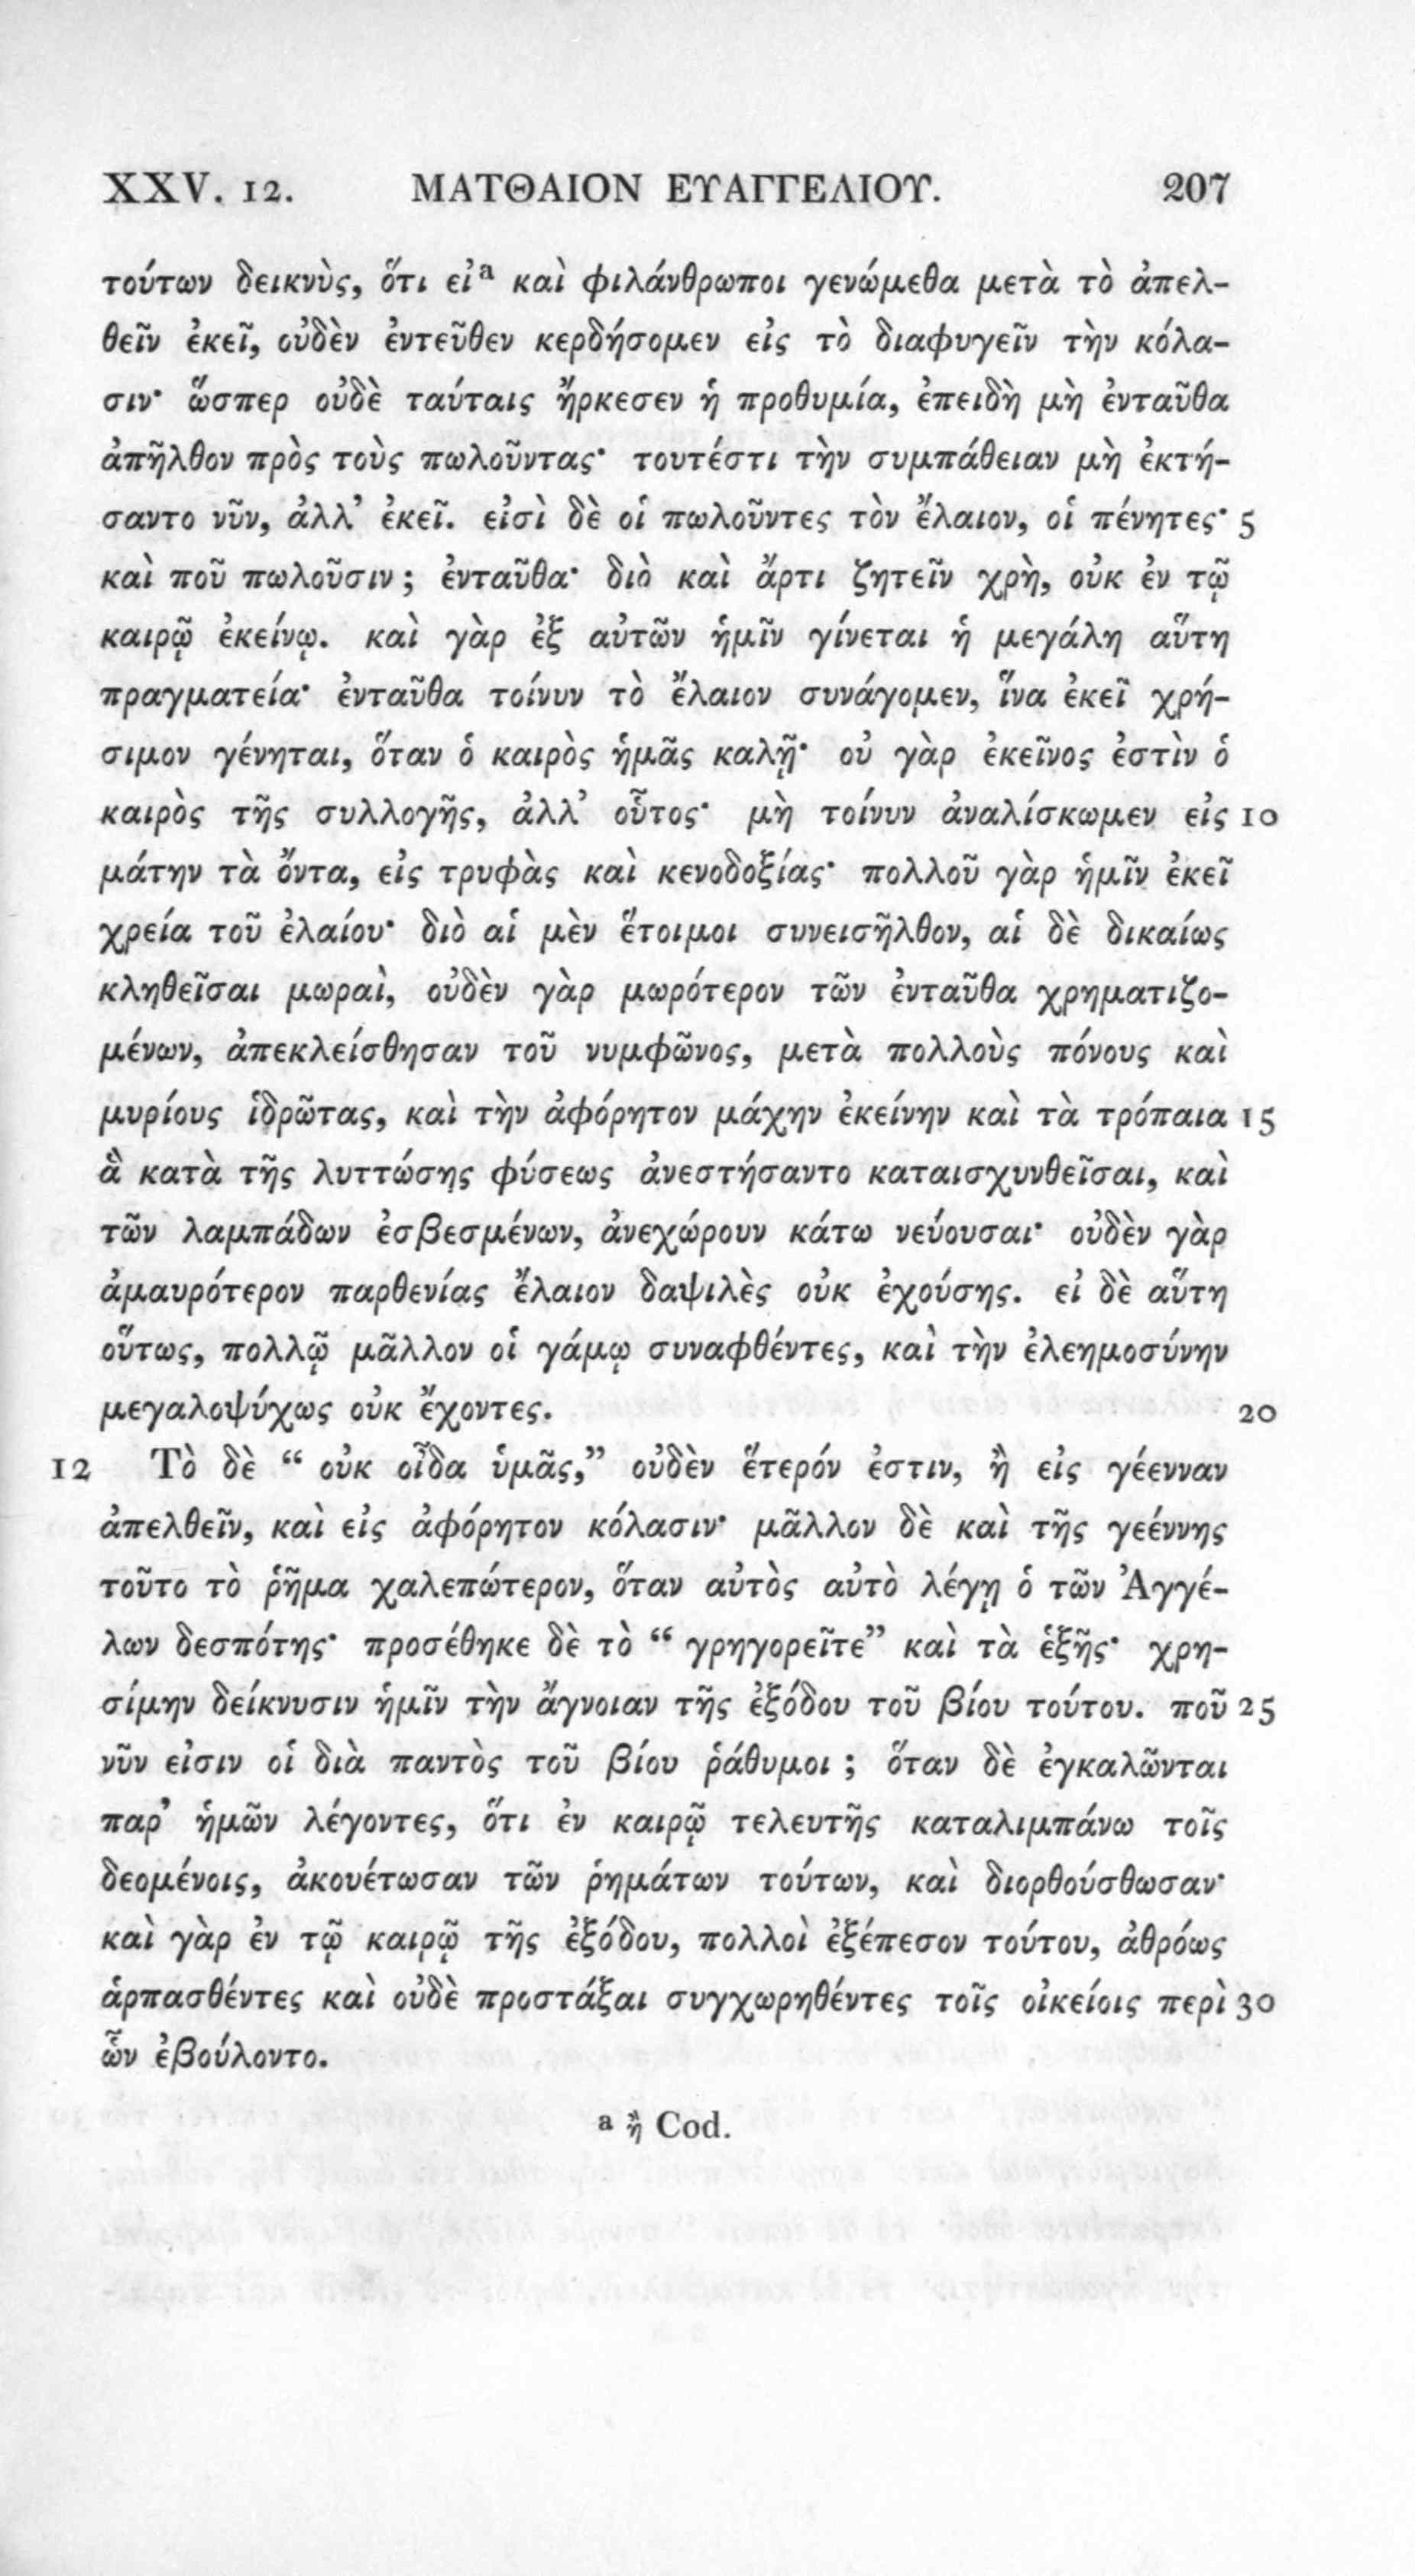 XXV. 12. ΜΑΤΘΑΙΟΝ ΕΥΑΓΓΕΛΙΟΥ. 207
τούτων δεικνὺς, ὅτι εἰª καὶ φιλάνθρωποι γενώμεθα μετὰ τὸ ἀπελ-
θεῖν ἐκεῖ, οὐδὲν ἐντεῦθεν κερδήσομεν εἰς τὸ διαφυγεῖν τὴν κόλα-
σιν· ὥσπερ οὐδὲ ταύταις ἤρκεσεν ἡ προθυμία, ἐπειδὴ μὴ ἐνταῦθα
ἀπῆλθον πρὸς τοὺς πωλοῦντας· τουτέστι τὴν συμπάθειαν μὴ ἐκτή-
σαντο νῦν, ἀλλ’ ἐκεῖ. εἰσὶ δὲ οἱ πωλοῦντες τὸν ἔλαιον, οἱ πένητες· 5
καὶ ποῦ πωλοῦσιν; ἐνταῦθα· διὸ καὶ ἄρτι ζητεῖν χρὴ, οὐκ ἐν τῷ
καιρῷ ἐκείνῳ. καὶ γὰρ ἐξ αὐτῶν ἡμῖν γίνεται ἡ μεγάλη αὕτη
πραγματεία· ἐνταῦθα τοίνυν τὸ ἔλαιον συνάγομεν, ἵνα ἐκεῖ χρή-
σιμον γένηται, ὅταν ὁ καιρὸς ἡμᾶς καλῇ· οὐ γὰρ ἐκεῖνος ἐστὶν ὁ
καιρὸς τῆς συλλογῆς, ἀλλ’ οὗτος· μὴ τοίνυν ἀναλίσκωμεν εἰς 10
μάτην τὰ ὄντα, εἰς τρυφὰς καὶ κενοδοξίας· πολλοῦ γὰρ ἡμῖν ἐκεῖ
χρεία τοῦ ἐλαίου· διὸ αἱ μὲν ἕτοιμοι συνεισῆλθον, αἱ δὲ δικαίως
κληθεῖσαι μωραὶ, οὐδὲν γὰρ μωρότερον τῶν ἐνταῦθα χρηματιζο-
μένων, ἀπεκλείσθησαν τοῦ νυμφῶνος, μετὰ πολλοὺς πόνους καὶ
μυρίους ἱδρῶτας, καὶ τὴν ἀφόρητον μάχην ἐκείνην καὶ τὰ τρόπαια 15
ἃ κατὰ τῆς λυττώσης φύσεως ἀνεστήσαντο καταισχυνθεῖσαι, καὶ
τῶν λαμπάδων ἐσβεσμένων, ἀνεχώρουν κάτω νεύουσαι· οὐδὲν γὰρ
ἀμαυρότερον παρθενίας ἔλαιον δαψιλὲς οὐκ ἐχούσης. εἰ δὲ αὕτη
οὕτως, πολλῷ μᾶλλον οἱ γάμῳ συναφθέντες, καὶ τὴν ἐλεημοσύνην
μεγαλοψύχως οὐκ ἔχοντες. 20
12 Τὸ δὲ “ οὐκ οἶδα ὑμᾶς,” οὐδὲν ἕτερόν ἐστιν, ἢ εἰς γέενναν
ἀπελθεῖν, καὶ εἰς ἀφόρητον κόλασιν· μᾶλλον δὲ καὶ τῆς γεέννης
τοῦτο τὸ ῥῆμα χαλεπώτερον, ὅταν αὐτὸς αὐτὸ λέγῃ ὁ τῶν Ἀγγέ-
λων δεσπότης· προσέθηκε δὲ τὸ “ γρηγορεῖτε” καὶ τὰ ἑξῆς· χρη-
σίμην δείκνυσιν ἡμῖν τὴν ἄγνοιαν τῆς ἐξόδου τοῦ βίου τούτου. ποῦ 25
νῦν εἰσιν οἱ διὰ παντὸς τοῦ βίου ῥάθυμοι; ὅταν δὲ ἐγκαλῶνται
παρ’ ἡμῶν λέγοντες, ὅτι ἐν καιρῷ τελευτῆς καταλιμπάνω τοῖς
δεομένοις, ἀκουέτωσαν τῶν ῥημάτων τούτων, καὶ διορθούσθωσαν·
καὶ γὰρ ἐν τῷ καιρῷ τῆς ἐξόδου, πολλοὶ ἐξέπεσον τούτου, ἀθρόως
ἁρπασθέντες καὶ οὐδὲ προστάξαι συγχωρηθέντες τοῖς οἰκείοις περὶ 30
ὧν ἐβούλοντο.
ª ἢ Cod.